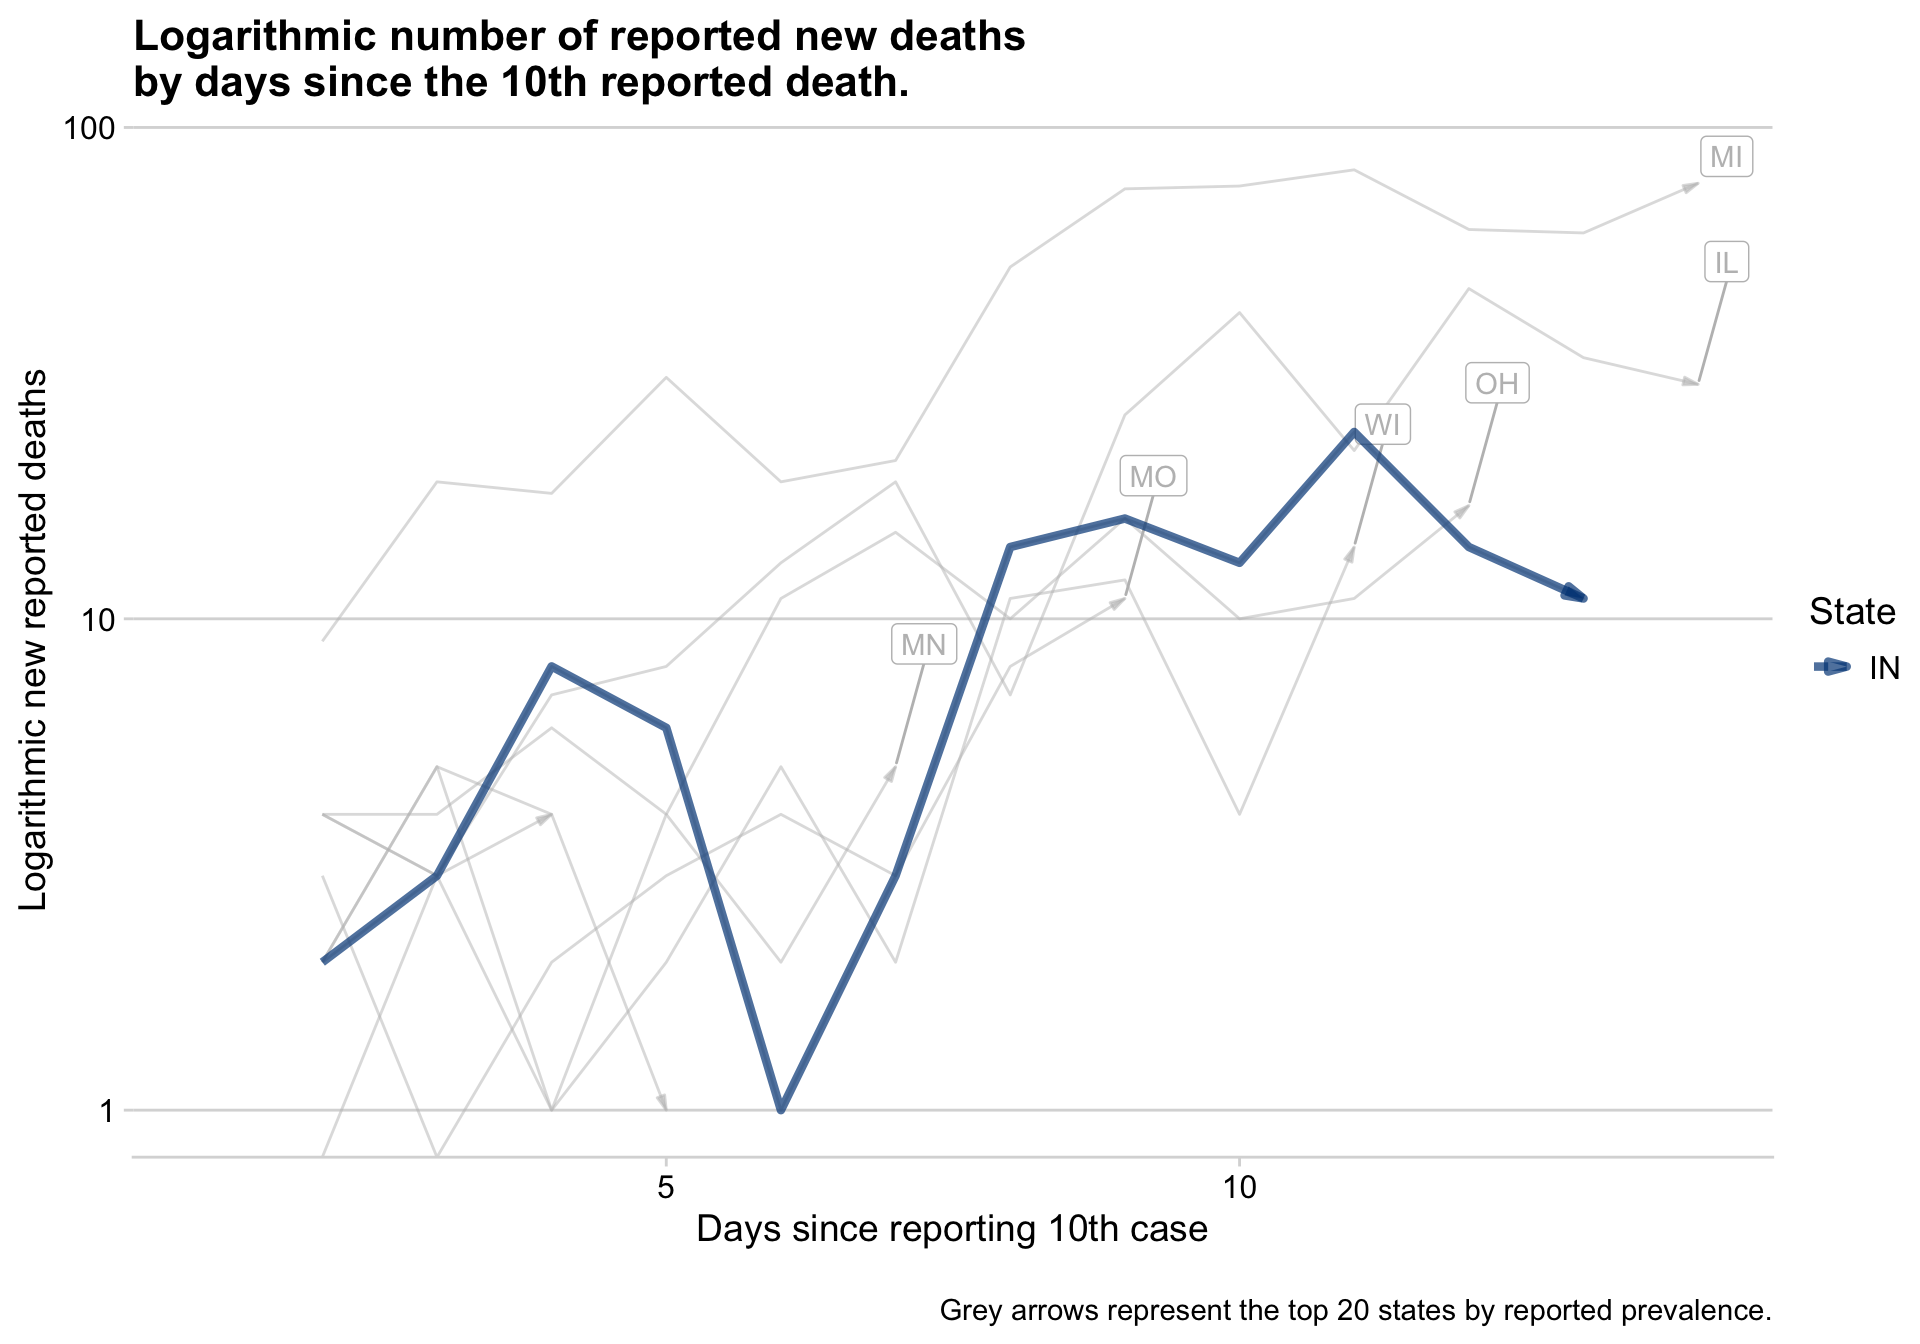 Logarithmic number of reported new deaths
by days since the 10th reported death.
100
MI
IL
OH
WI
MO
10
MN
State
IN
1
5
10
Logarithmic new reported deaths
Days since reporting 10th case
Grey arrows represent the top 20 states by reported prevalence.